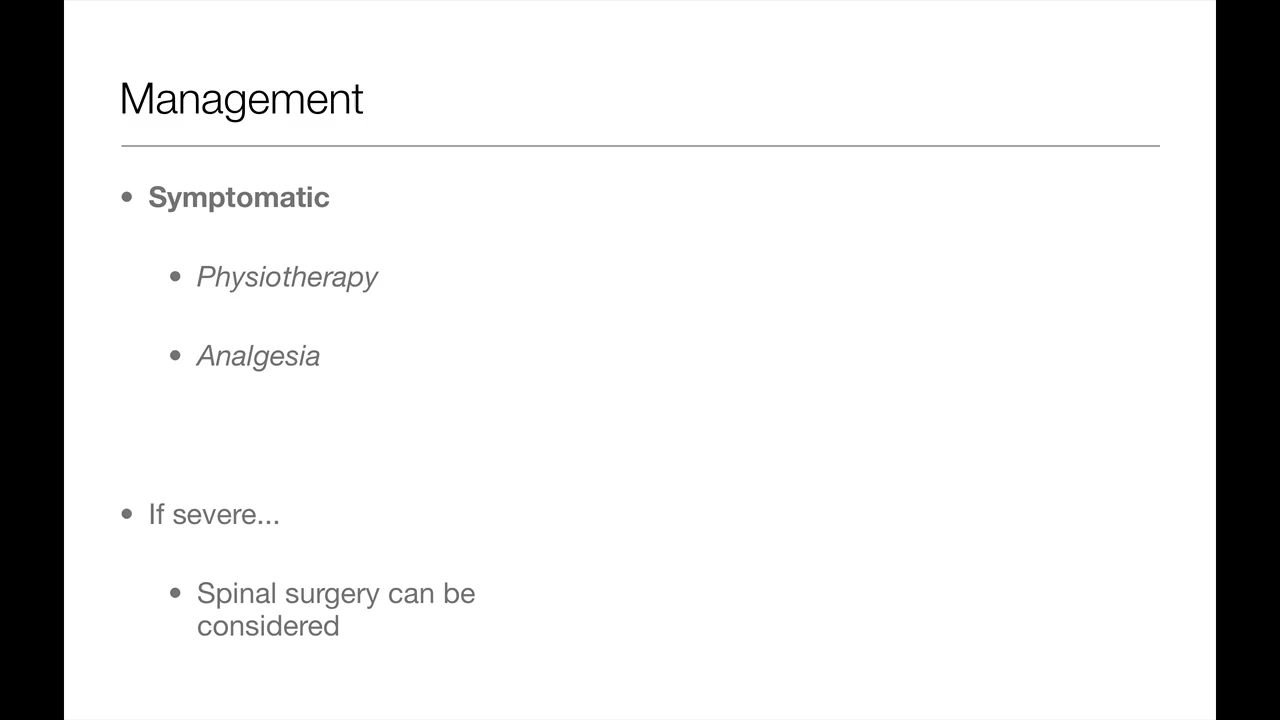 Management
• Symptomatic
• Physiotherapy
• Analgesia
• If severe...
• Spinal surgery can be
considered